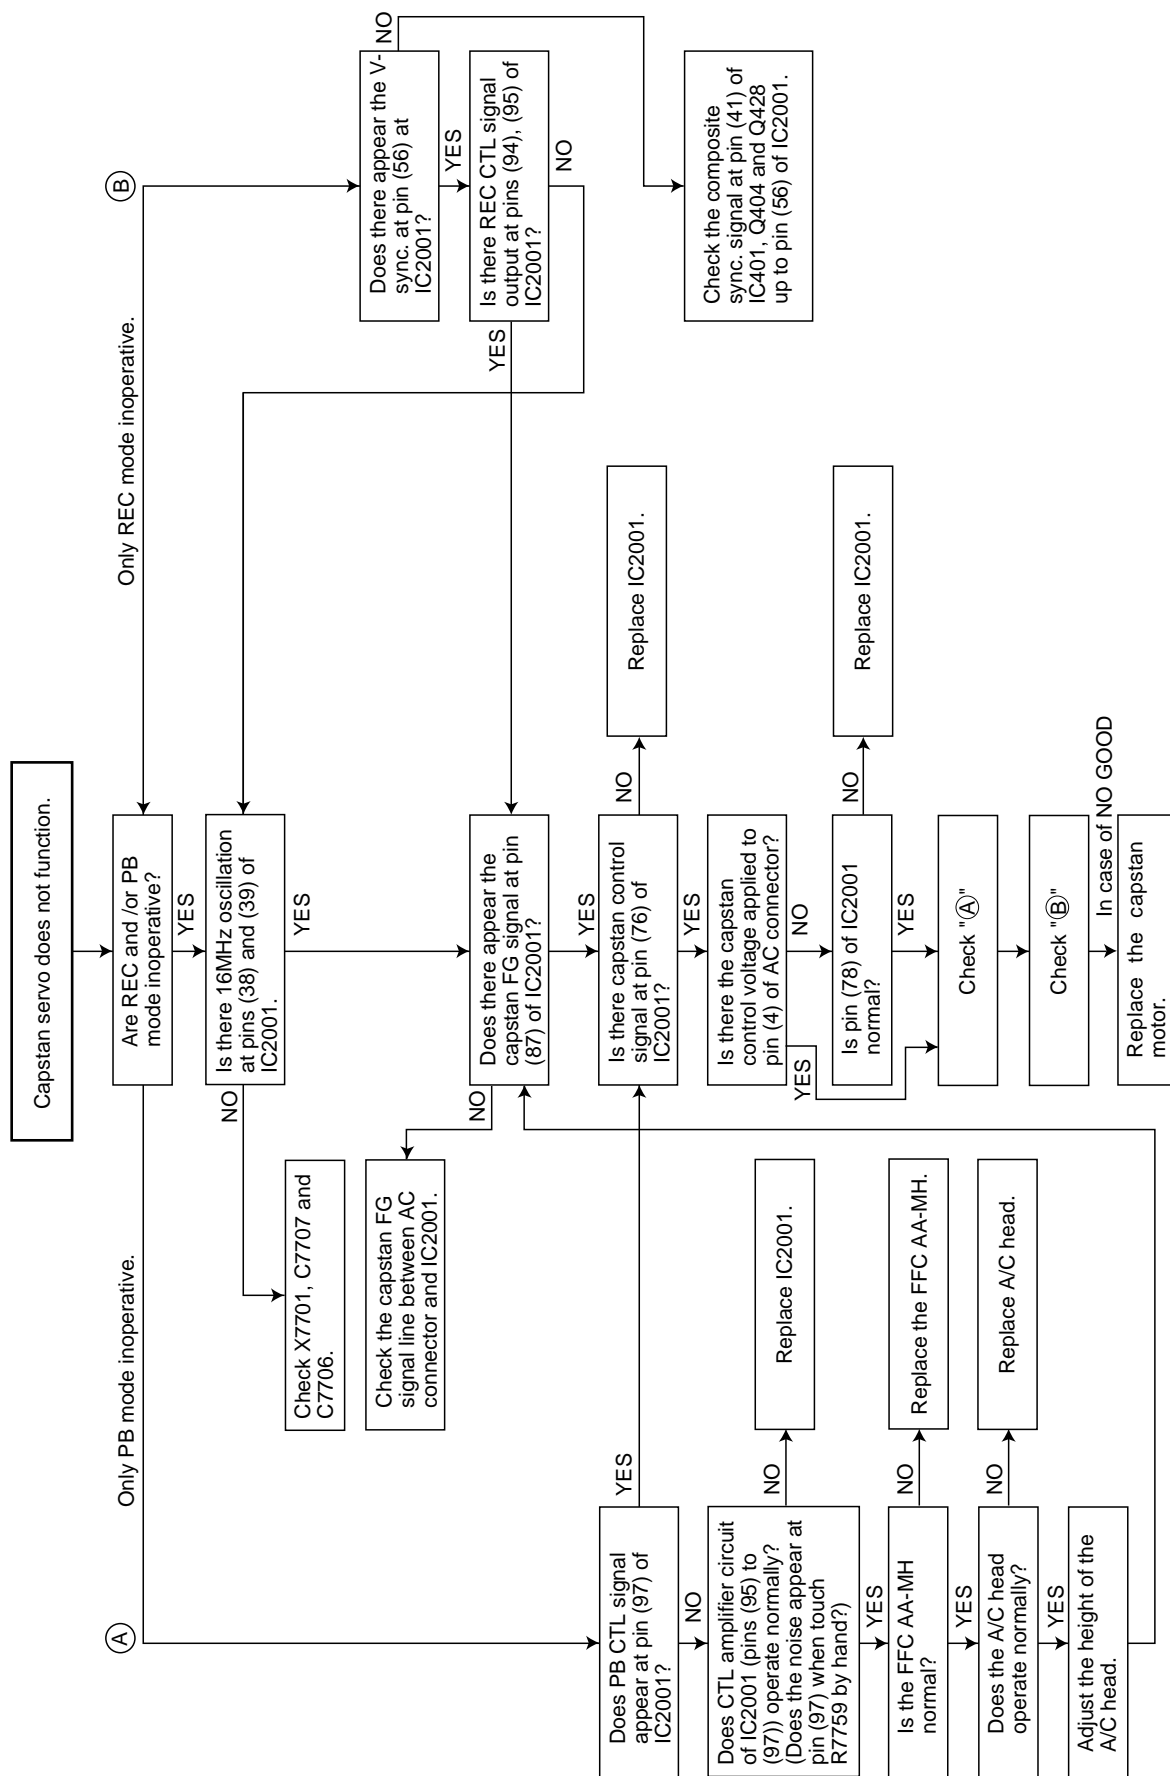 Capstan servo does not function.
Are REC and /or PB
mode inoperative?
Only PB mode inoperative.
Only REC mode inoperative.
A
B
YES
Is there 16MHz oscillation
at pins (38) and (39) of
IC2001.
NO
Check X7701, C7707 and
C7706.
YES
Does there appear the
capstan FG signal at pin
(87) of IC2001?
NO
Check the capstan FG
signal line between AC
connector and IC2001.
YES
Is there capstan control
signal at pin (76) of
IC2001?
NO
Replace IC2001.
YES
Is there the capstan
control voltage applied to
pin (4) of AC connector?
YES
NO
Is pin (78) of IC2001
normal?
NO
Replace IC2001.
YES
Check "A"
Check "B"
In case of NO GOOD
Replace the capstan
motor.
Does PB CTL signal
appear at pin (97) of
IC2001?
YES
NO
Does CTL amplifier circuit
of IC2001 (pins (95) to
(97)) operate normally?
(Does the noise appear at
pin (97) when touch
R7759 by hand?)
NO
Replace IC2001.
YES
Is the FFC AA-MH
normal?
NO
Replace the FFC AA-MH.
YES
Does the A/C head
operate normally?
NO
Replace A/C head.
YES
Adjust the height of the
A/C head.
Does there appear the V-
sync. at pin (56) at
IC2001?
NO
YES
Is there REC CTL signal
output at pins (94), (95) of
IC2001?
YES
NO
Check the composite
sync. signal at pin (41) of
IC401, Q404 and Q428
up to pin (56) of IC2001.